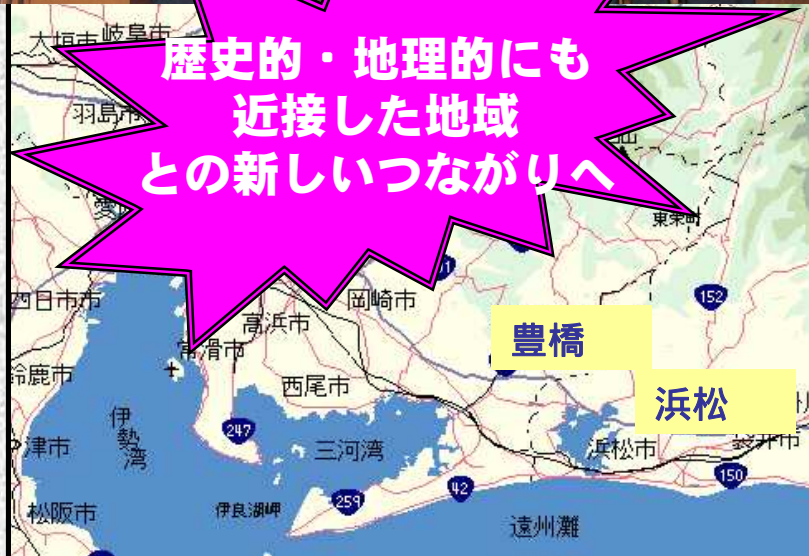 歴史的・地理的にも
近接した地域
との新しいつながりへ
大垣市
岐阜市
羽島市
東栄町
152
四日市市
岡崎市
高浜市
常滑市
豊橋
鈴鹿市
西尾市
浜松
伊勢湾
247
津市
三河湾
浜松市
袋井市
150
松阪市
伊良湖岬
259
42
遠州灘